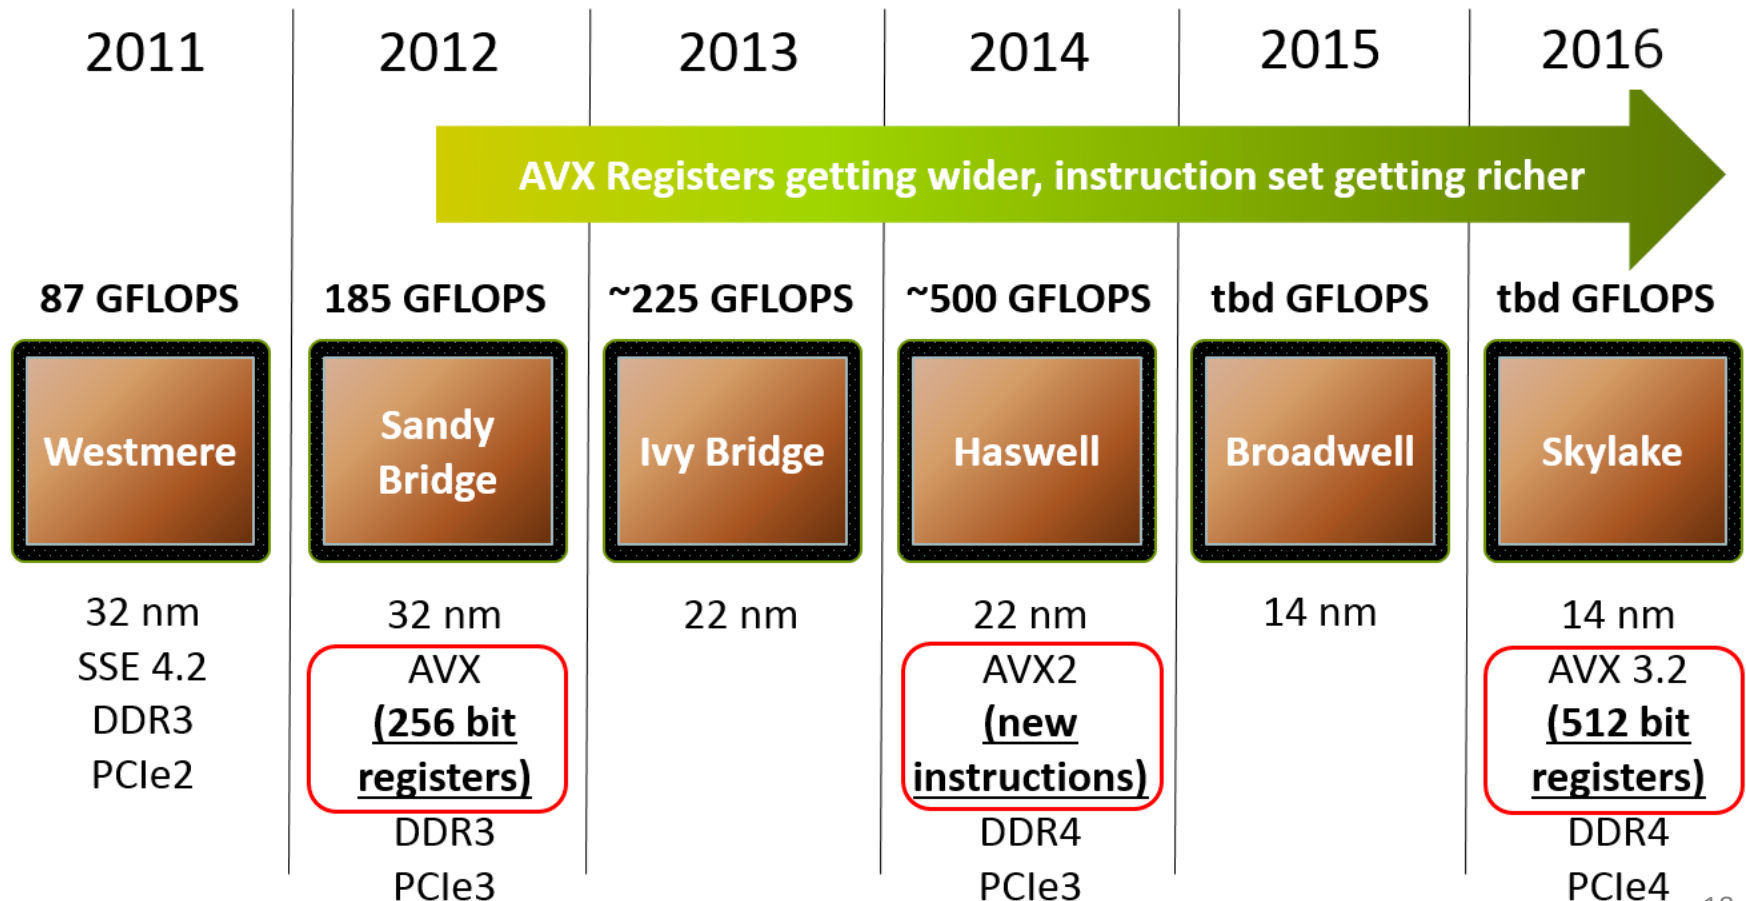 2011
2012
2013
2014
2015
2016
AVX Registers getting wider, instruction set getting richer
87 GFLOPS
185 GFLOPS
~225 GFLOPS
~500 GFLOPS
tbd GFLOPS
tbd GFLOPS
Westmere
Sandy
Bridge
Ivy Bridge
Haswell
Broadwell
Skylake
32 nm
SSE 4.2
DDR3
PCIe2
32 nm
AVX
(256 bit
registers)
DDR3
PCIe3
22 nm
22 nm
AVX2
(new
instructions)
DDR4
PCIe3
14 nm
14 nm
AVX 3.2
(512 bit
registers)
DDR4
PCIe4